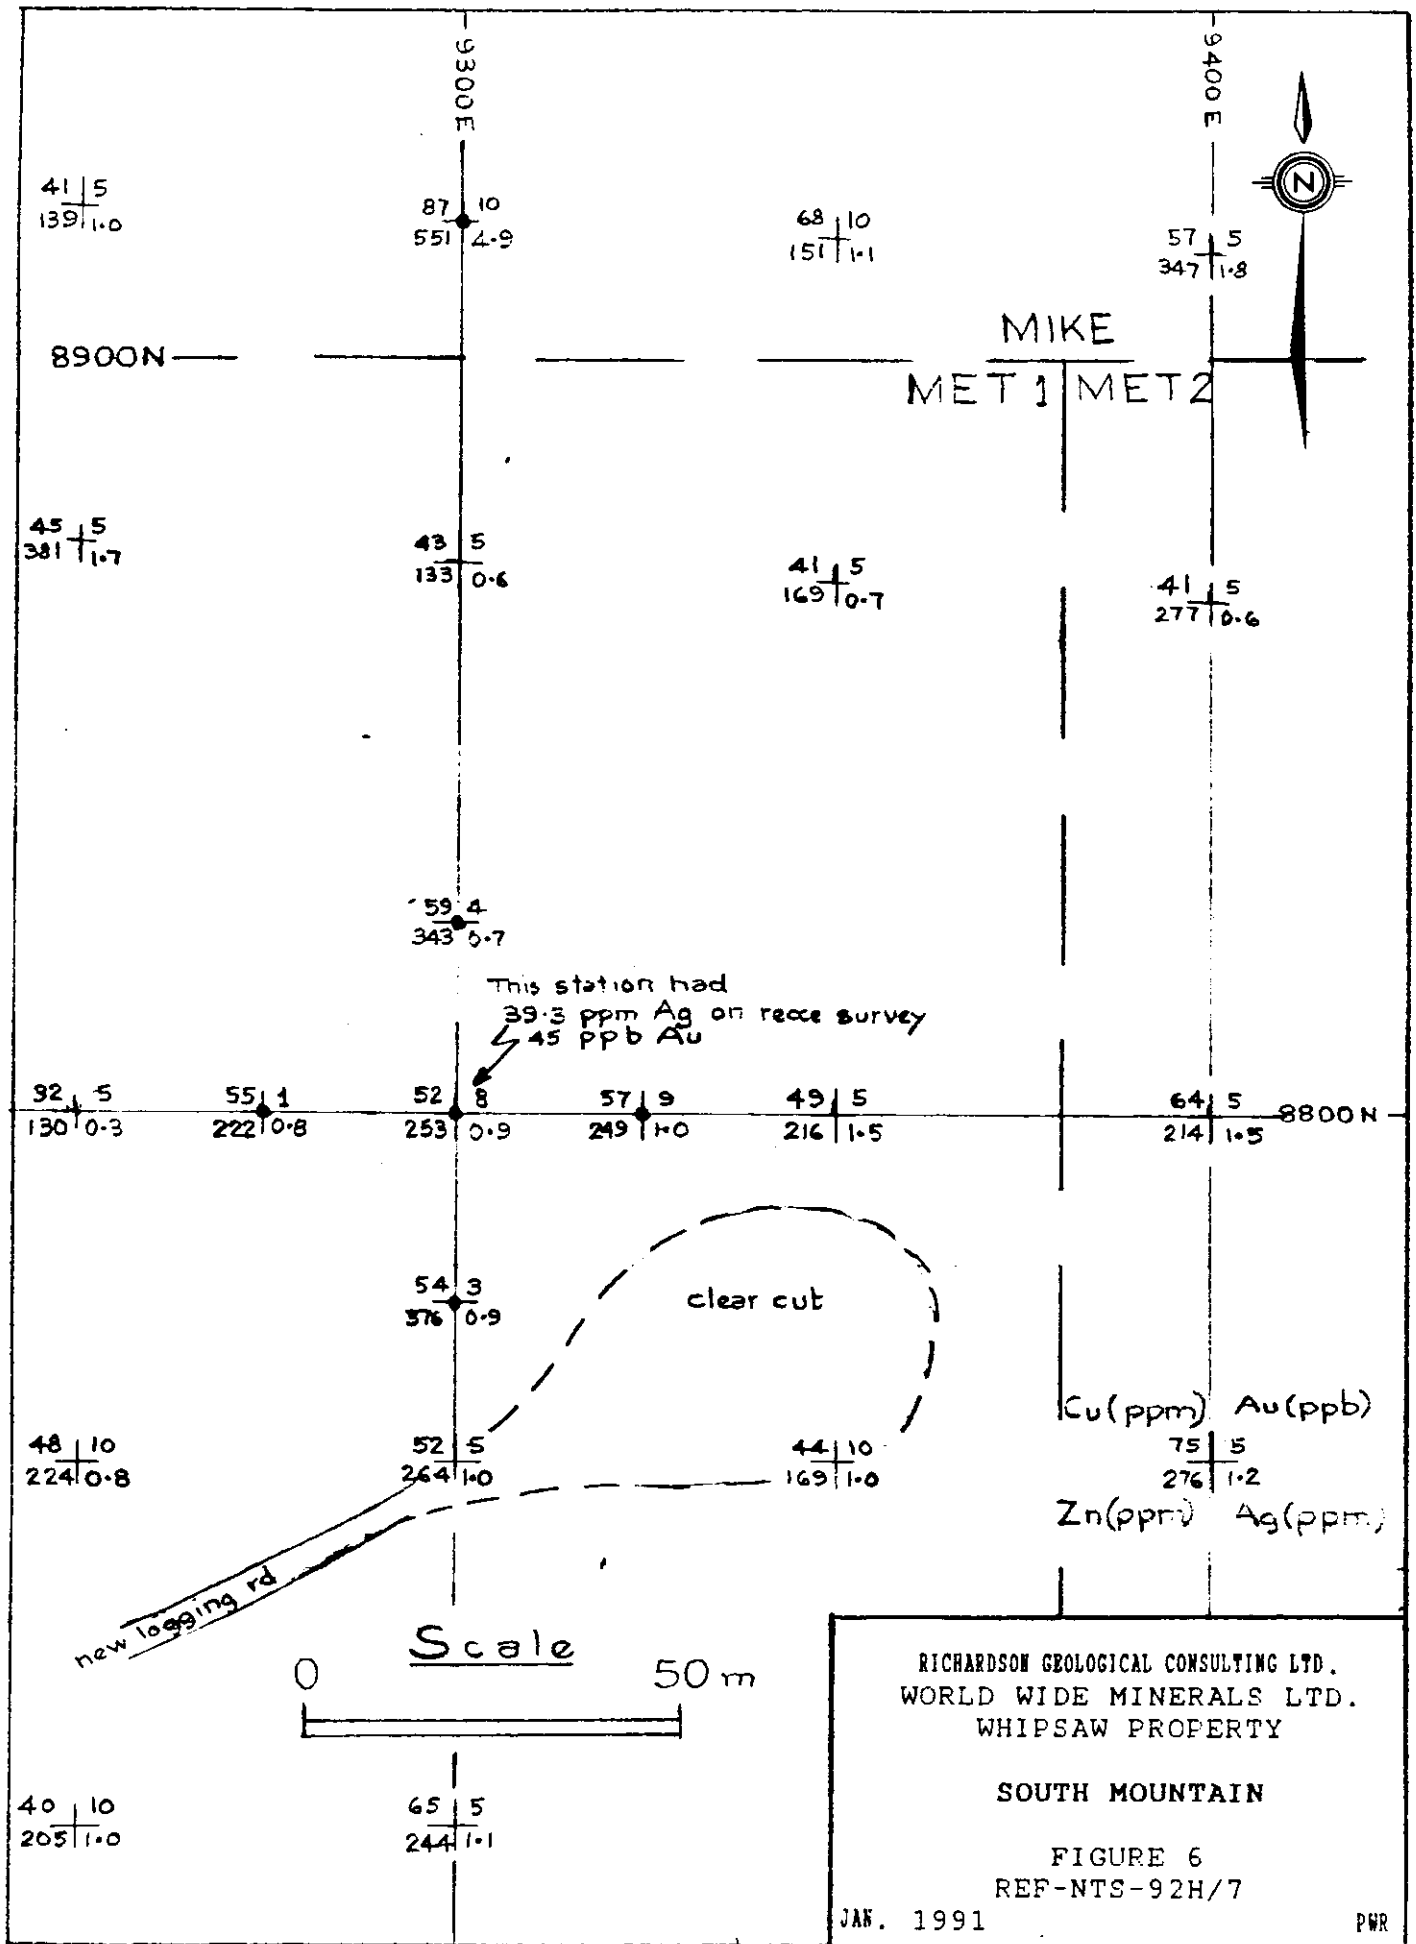 9300E
9400E
N
41 5
139 1.0
87 10
551 4.9
68 10
151 1.1
57 5
347 1.8
MIKE
8900N
MET 1 MET 2
45 5
381 1.7
43 5
133 0.6
41 5
169 0.7
41 5
277 0.6
59 4
343 0.7
This station had
39.3 ppm Ag on recce survey
45 ppb Au
92 5
130 0.3
55 1
222 0.8
52 8
253 0.9
57 9
249 1.0
49 5
216 1.5
64 5
214 1.5
8800N
54 3
376 0.9
clear cut
Cu(ppm) Au(ppb)
48 10
224 0.8
52 5
264 1.0
44 10
169 1.0
75 5
276 1.2
Zn(ppm) Ag(ppm)
new logging rd
Scale
0 50 m
40 10
205 1.0
65 5
244 1.1
RICHARDSON GEOLOGICAL CONSULTING LTD.
WORLD WIDE MINERALS LTD.
WHIPSAW PROPERTY
SOUTH MOUNTAIN
FIGURE 6
REF-NTS-92H/7
JAN. 1991 PWR